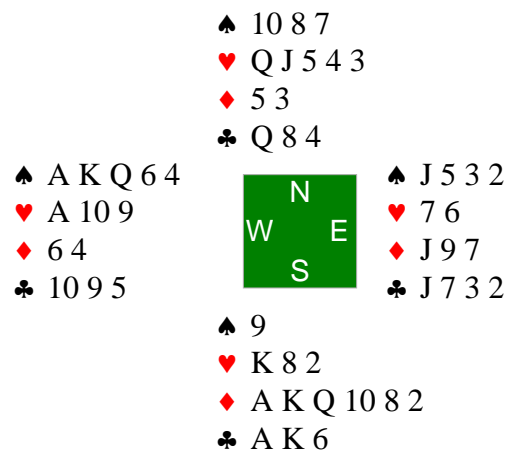 ♠ 10 8 7
♥ Q J 5 4 3
♦ 5 3
♣ Q 8 4
♠ A K Q 6 4
♥ A 10 9
♦ 6 4
♣ 10 9 5
N
W E
S
♠ J 5 3 2
♥ 7 6
♦ J 9 7
♣ J 7 3 2
♠ 9
♥ K 8 2
♦ A K Q 10 8 2
♣ A K 6